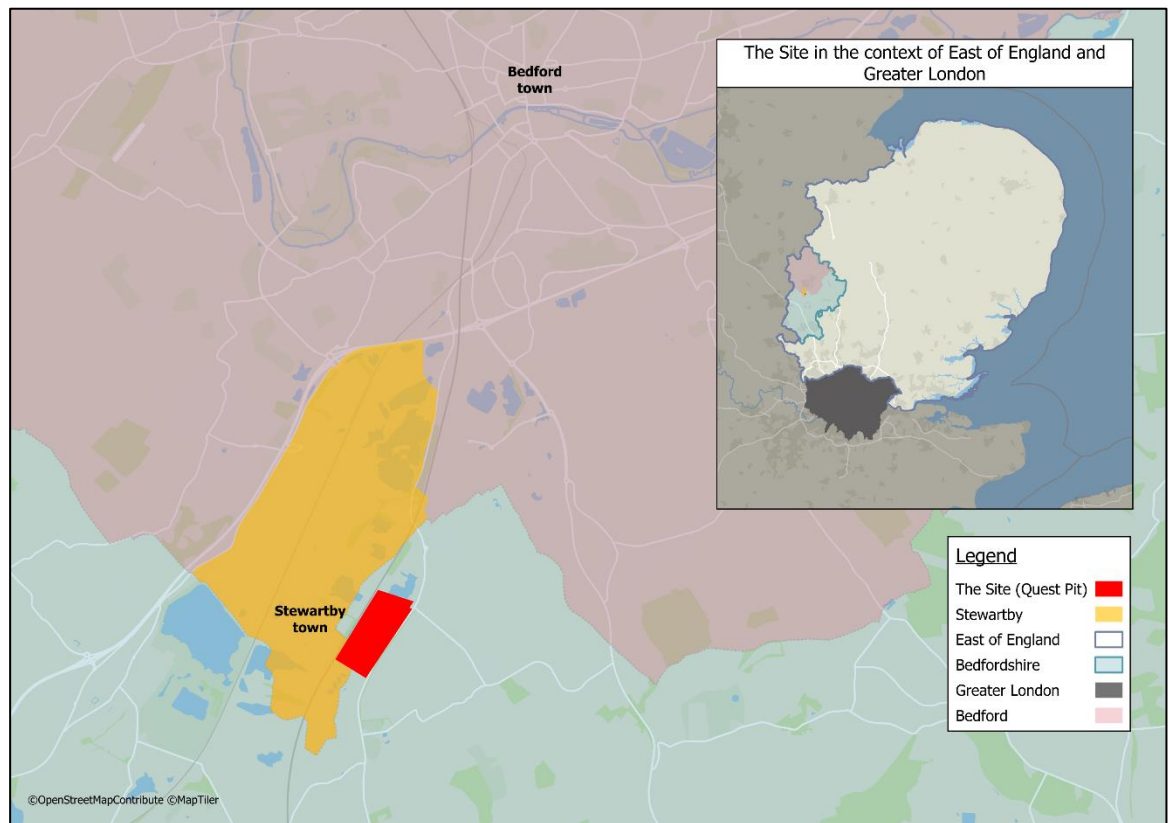 The Site in the context of East of England and
Greater London
Bedford
town
Stewartby
town
Legend
The Site (Quest Pit)
Stewartby
East of England
Bedfordshire
Greater London
Bedford
©OpenStreetMapContribute ©MapTiler